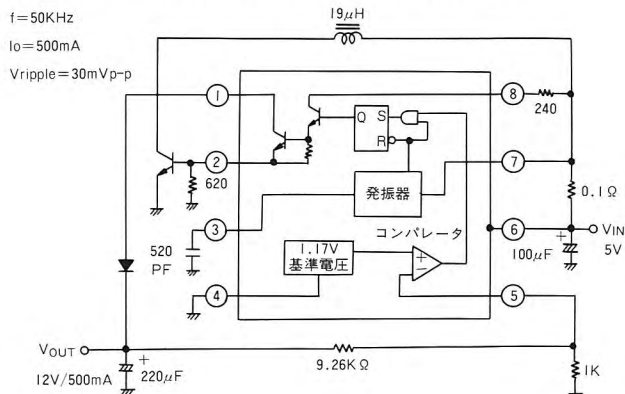 f=50KHz
Io=500mA
Vripple=30mVp-p
19μH
1
2
3
4
5
6
7
8
240
Q
S
R
620
発振器
0.1Ω
コンパレータ
VIN
5V
100μF
+
520
PF
1.17V
基準電圧
+
−
VOUT
12V/500mA
+
220μF
9.26KΩ
1K